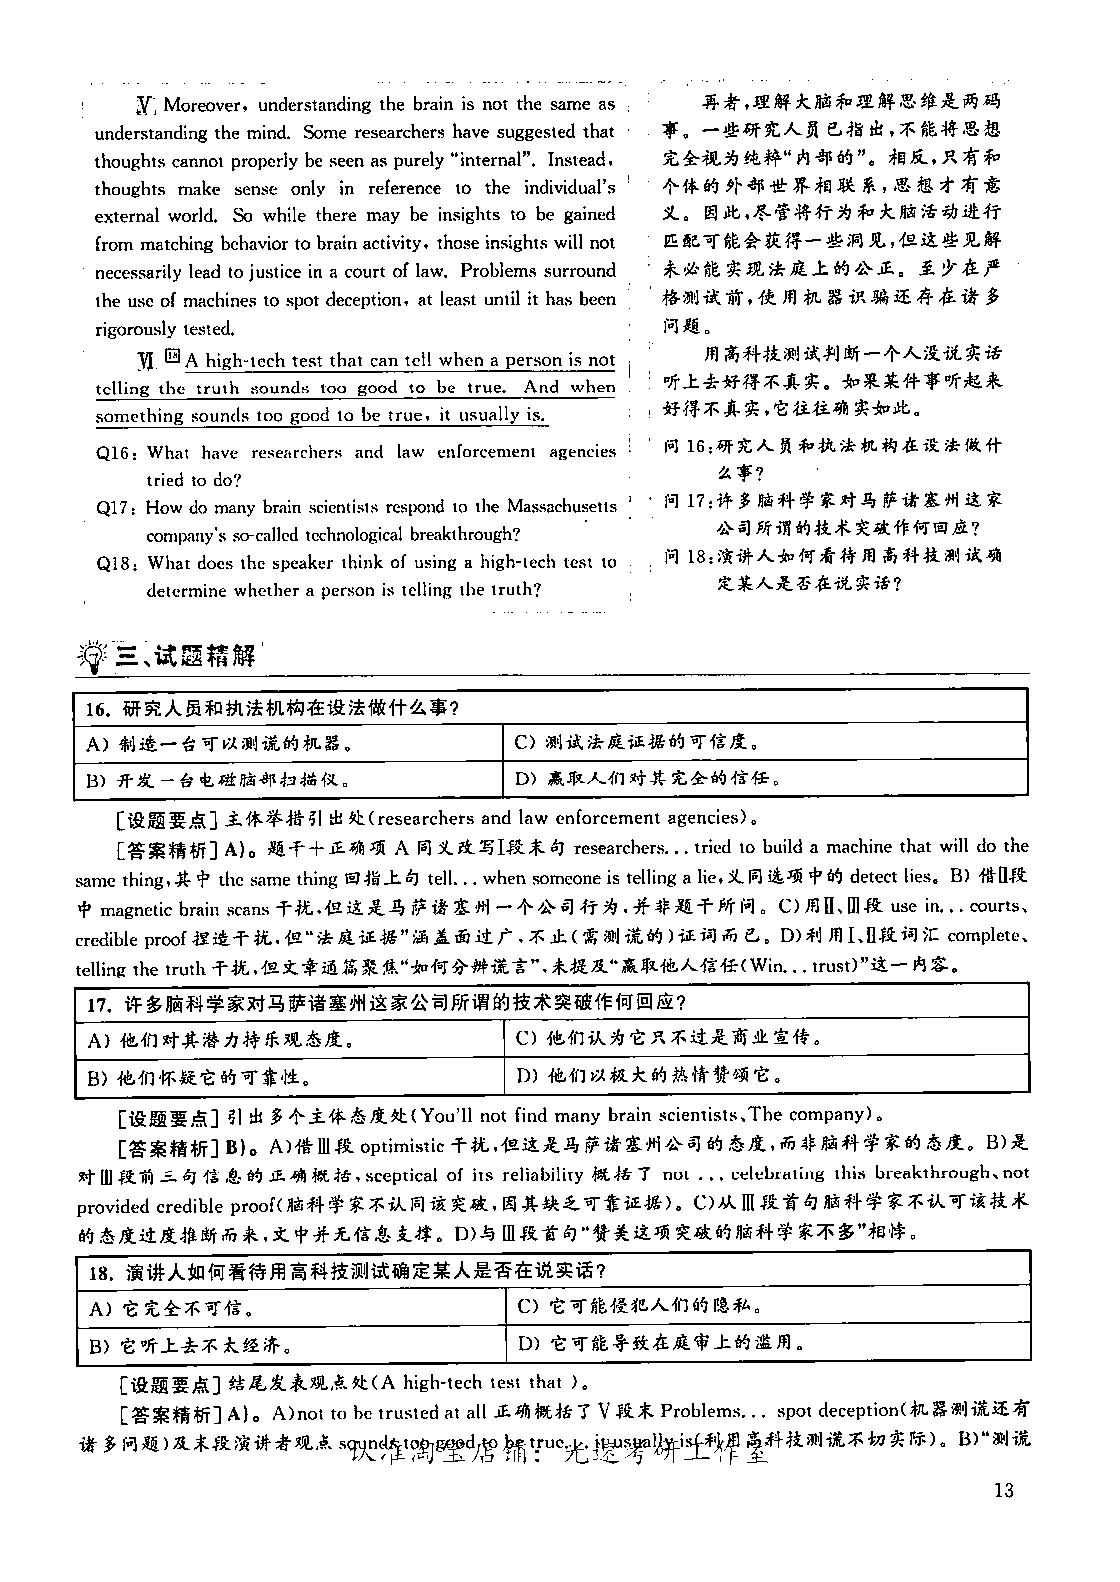 Ⅴ Moreover, understanding the brain is not the same as
understanding the mind. Some researchers have suggested that
thoughts cannot properly be seen as purely “internal”. Instead,
thoughts make sense only in reference to the individual's
external world. So while there may be insights to be gained
from matching behavior to brain activity, those insights will not
necessarily lead to justice in a court of law. Problems surround
the use of machines to spot deception, at least until it has been
rigorously tested.
Ⅵ [18] A high-tech test that can tell when a person is not
telling the truth sounds too good to be true. And when
something sounds too good to be true, it usually is.
Q16: What have researchers and law enforcement agencies
tried to do?
Q17: How do many brain scientists respond to the Massachusetts
company's so-called technological breakthrough?
Q18: What does the speaker think of using a high-tech test to
determine whether a person is telling the truth?
再者,理解大脑和理解思维是两码
事。一些研究人员已指出,不能将思想
完全视为纯粹“内部的”。相反,只有和
个体的外部世界相联系,思想才有意
义。因此,尽管将行为和大脑活动进行
匹配可能会获得一些洞见,但这些见解
未必能实现法庭上的公正。至少在严
格测试前,使用机器识骗还存在诸多
问题。
用高科技测试判断一个人没说实话
听上去好得不真实。如果某件事听起来
好得不真实,它往往确实如此。
问 16:研究人员和执法机构在设法做什
么事?
问 17:许多脑科学家对马萨诸塞州这家
公司所谓的技术突破作何回应?
问 18:演讲人如何看待用高科技测试确
定某人是否在说实话?
三、试题精解
16. 研究人员和执法机构在设法做什么事?
A) 制造一台可以测谎的机器。
C) 测试法庭证据的可信度。
B) 开发一台电磁脑部扫描仪。
D) 赢取人们对其完全的信任。
[设题要点] 主体举措引出处(researchers and law enforcement agencies)。
[答案精析] A)。题干+正确项 A 同义改写Ⅰ段末句 researchers... tried to build a machine that will do the
same thing,其中 the same thing 回指上句 tell... when someone is telling a lie,义同选项中的 detect lies。B) 借Ⅱ段
中 magnetic brain scans 干扰,但这是马萨诸塞州一个公司行为,并非题干所问。C)用Ⅱ、Ⅲ段 use in... courts、
credible proof 捏造干扰,但“法庭证据”涵盖面过广,不止(需测谎的)证词而已。D)利用Ⅰ、Ⅱ段词汇 complete、
telling the truth 干扰,但文章通篇聚焦“如何分辨谎言”,未提及“赢取他人信任(Win... trust)”这一内容。
17. 许多脑科学家对马萨诸塞州这家公司所谓的技术突破作何回应?
A) 他们对其潜力持乐观态度。
C) 他们认为它只不过是商业宣传。
B) 他们怀疑它的可靠性。
D) 他们以极大的热情赞颂它。
[设题要点] 引出多个主体态度处(You'll not find many brain scientists、The company)。
[答案精析] B)。A)借Ⅲ段 optimistic 干扰,但这是马萨诸塞州公司的态度,而非脑科学家的态度。B)是
对Ⅲ段前三句信息的正确概括,sceptical of its reliability 概括了 not ... celebrating this breakthrough、not
provided credible proof(脑科学家不认同该突破,因其缺乏可靠证据)。C)从Ⅲ段首句脑科学家不认可该技术
的态度过度推断而来,文中并无信息支撑。D)与Ⅲ段首句“赞美这项突破的脑科学家不多”相悖。
18. 演讲人如何看待用高科技测试确定某人是否在说实话?
A) 它完全不可信。
C) 它可能侵犯人们的隐私。
B) 它听上去不太经济。
D) 它可能导致在庭审上的滥用。
[设题要点] 结尾发表观点处(A high-tech test that )。
[答案精析] A)。A)not to be trusted at all 正确概括了Ⅴ段末 Problems... spot deception(机器测谎还有
诸多问题)及末段演讲者观点 sounds too good to be true... it usually is(利用高科技测谎不切实际)。B)“测谎
认准淘宝店铺:光速考研工作室
13